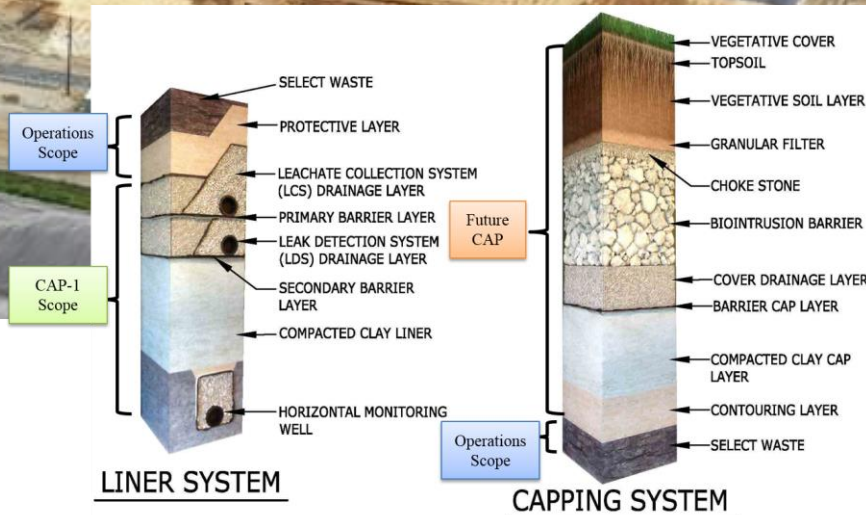 SELECT WASTE
Operations
Scope
PROTECTIVE LAYER
LEACHATE COLLECTION SYSTEM
(LCS) DRAINAGE LAYER
PRIMARY BARRIER LAYER
LEAK DETECTION SYSTEM
(LDS) DRAINAGE LAYER
CAP-1
Scope
SECONDARY BARRIER
LAYER
COMPACTED CLAY LINER
HORIZONTAL MONITORING
WELL
LINER SYSTEM
VEGETATIVE COVER
TOPSOIL
VEGETATIVE SOIL LAYER
GRANULAR FILTER
CHOKE STONE
Future
CAP
BIOINTRUSION BARRIER
COVER DRAINAGE LAYER
BARRIER CAP LAYER
COMPACTED CLAY CAP
LAYER
CONTOURING LAYER
Operations
Scope
SELECT WASTE
CAPPING SYSTEM